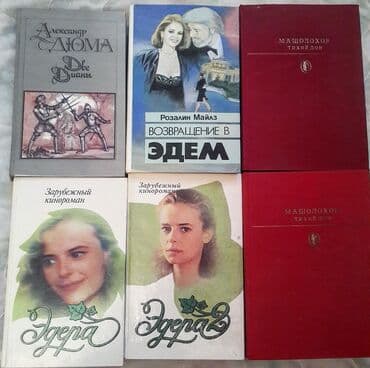 Александр
ДЮМА
Две
Дианы
Розалин Майлз
ВОЗВРАЩЕНИЕ В
ЭДЕМ
М.А.ШОЛОХОВ
ТИХИЙ ДОН
Зарубежный
кинороман
Эдера
Зарубежный
кинороман
Эдера 2
М.А.ШОЛОХОВ
ТИХИЙ ДОН